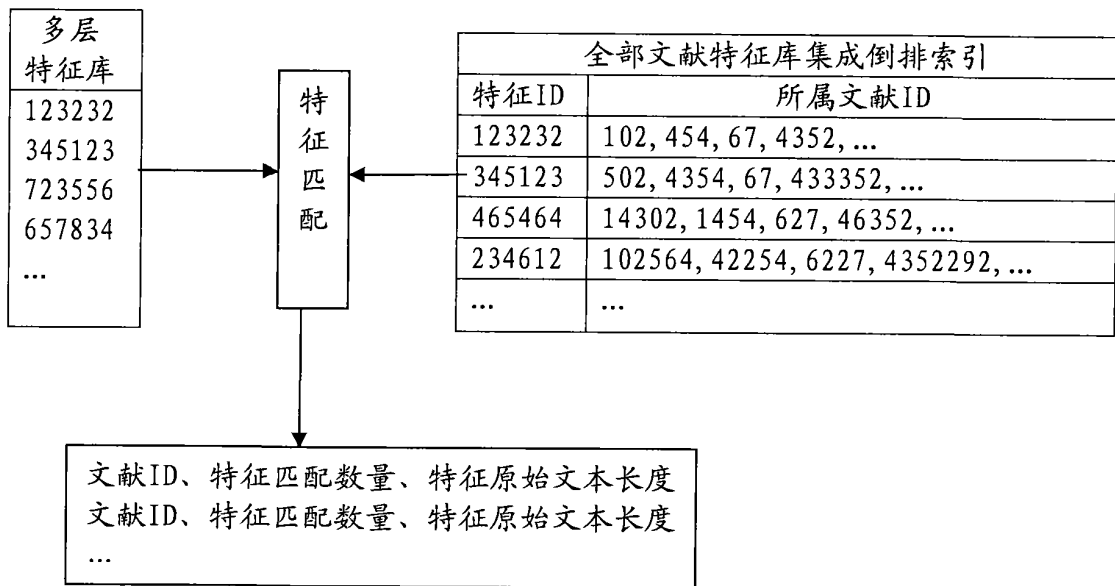 多层
特征库
123232
345123
723556
657834
...
特征匹配
全部文献特征库集成倒排索引
特征ID 所属文献ID
123232 102, 454, 67, 4352, ...
345123 502, 4354, 67, 433352, ...
465464 14302, 1454, 627, 46352, ...
234612 102564, 42254, 6227, 4352292, ...
... ...
文献ID、特征匹配数量、特征原始文本长度
文献ID、特征匹配数量、特征原始文本长度
...